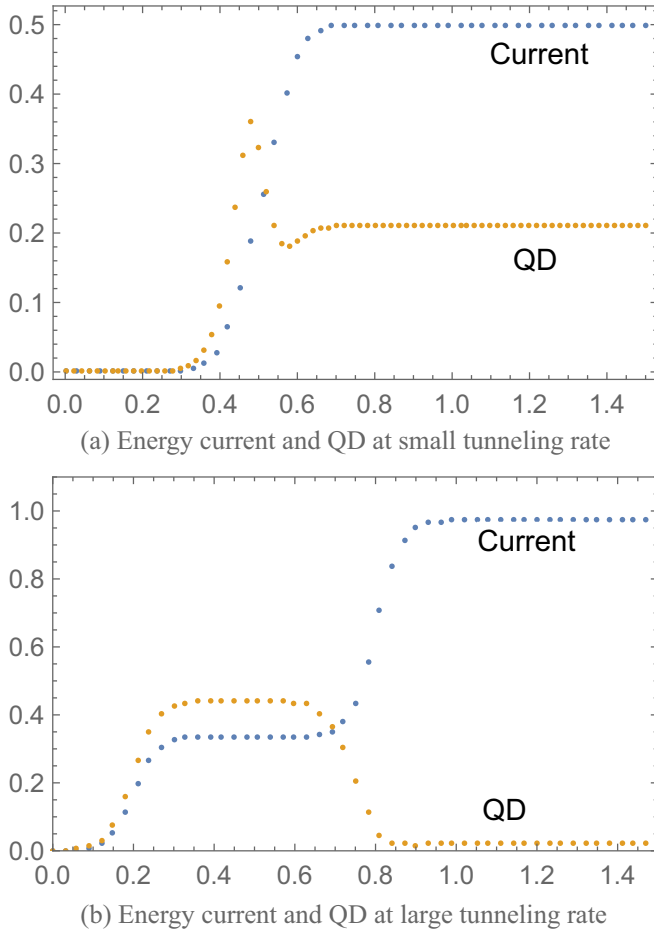 0.5
Current
0.4
0.3
0.2
QD
0.1
0.0
0.0 0.2 0.4 0.6 0.8 1.0 1.2 1.4
(a) Energy current and QD at small tunneling rate
1.0
Current
0.8
0.6
0.4
0.2
QD
0.0
0.0 0.2 0.4 0.6 0.8 1.0 1.2 1.4
(b) Energy current and QD at large tunneling rate